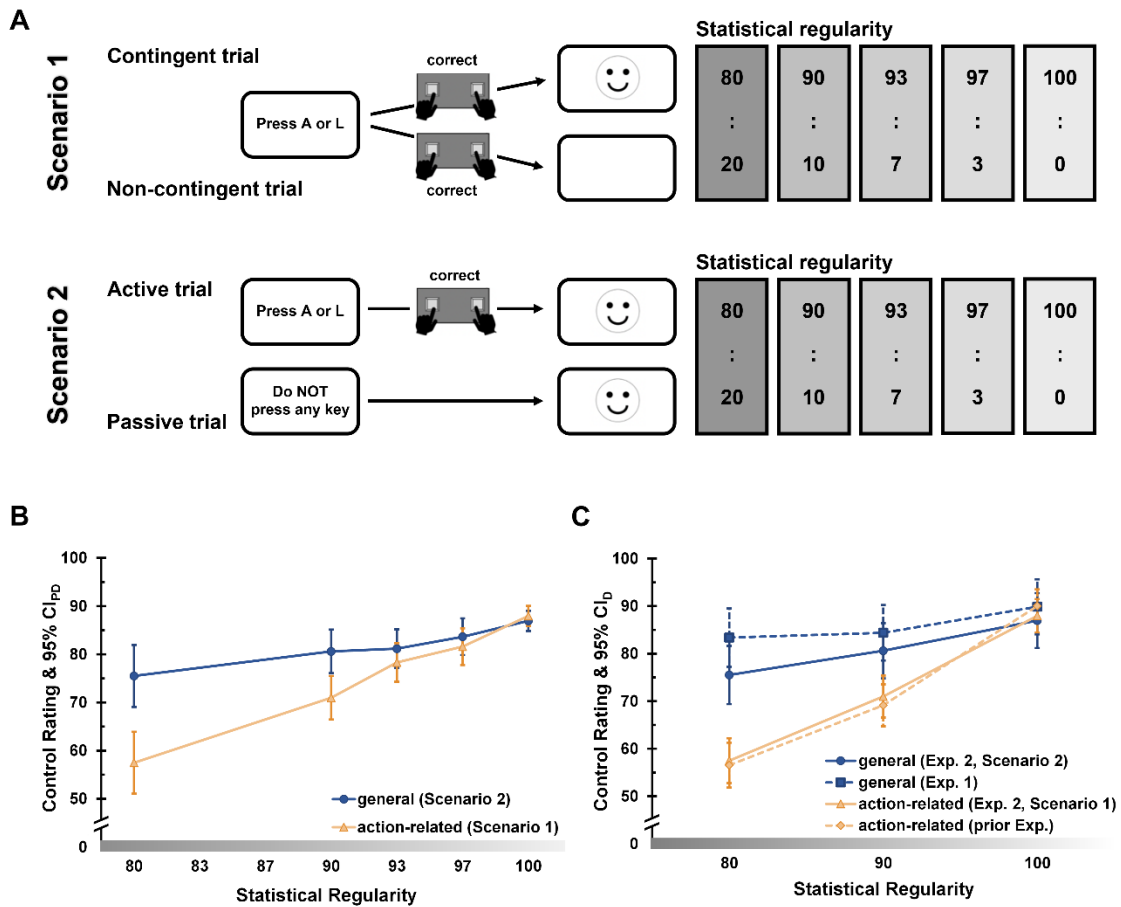 A
Scenario 1
Contingent trial
Press A or L
Non-contingent trial
correct
correct
Statistical regularity
80 90 93 97 100
: : : : :
20 10 7 3 0
Scenario 2
Active trial
Press A or L
correct
Do NOT
press any key
Passive trial
Statistical regularity
80 90 93 97 100
: : : : :
20 10 7 3 0
B
Control Rating & 95% CI_PD
100
90
80
70
60
50
0
general (Scenario 2)
action-related (Scenario 1)
80 83 87 90 93 97 100
Statistical Regularity
C
Control Rating & 95% CI_D
100
90
80
70
60
50
0
general (Exp. 2, Scenario 2)
general (Exp. 1)
action-related (Exp. 2, Scenario 1)
action-related (prior Exp.)
80 90 100
Statistical Regularity